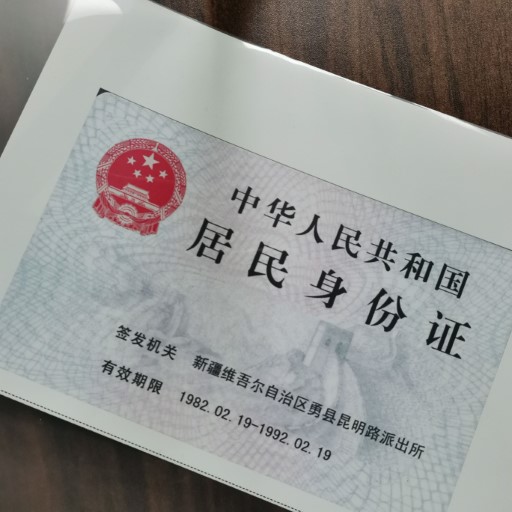 中华人民共和国
居民身份证
签发机关 新疆维吾尔自治区勇县昆明路派出所
有效期限 1982.02.19-1992.02.19